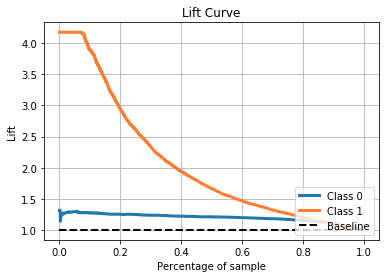 Lift Curve
Lift
4.0
3.5
3.0
2.5
2.0
1.5
1.0
Class 0
Class 1
Baseline
0.0 0.2 0.4 0.6 0.8 1.0
Percentage of sample